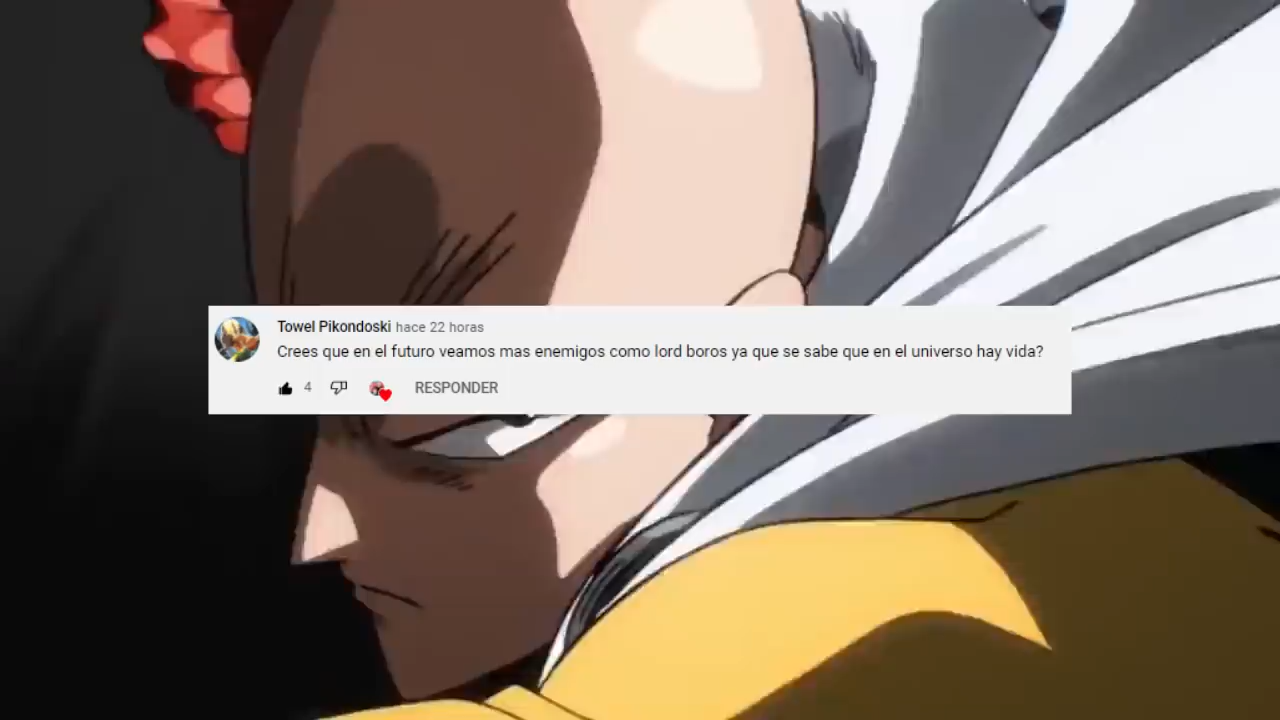 Towel Pikondoski hace 22 horas
Crees que en el futuro veamos mas enemigos como lord boros ya que se sabe que en el universo hay vida?
4 RESPONDER